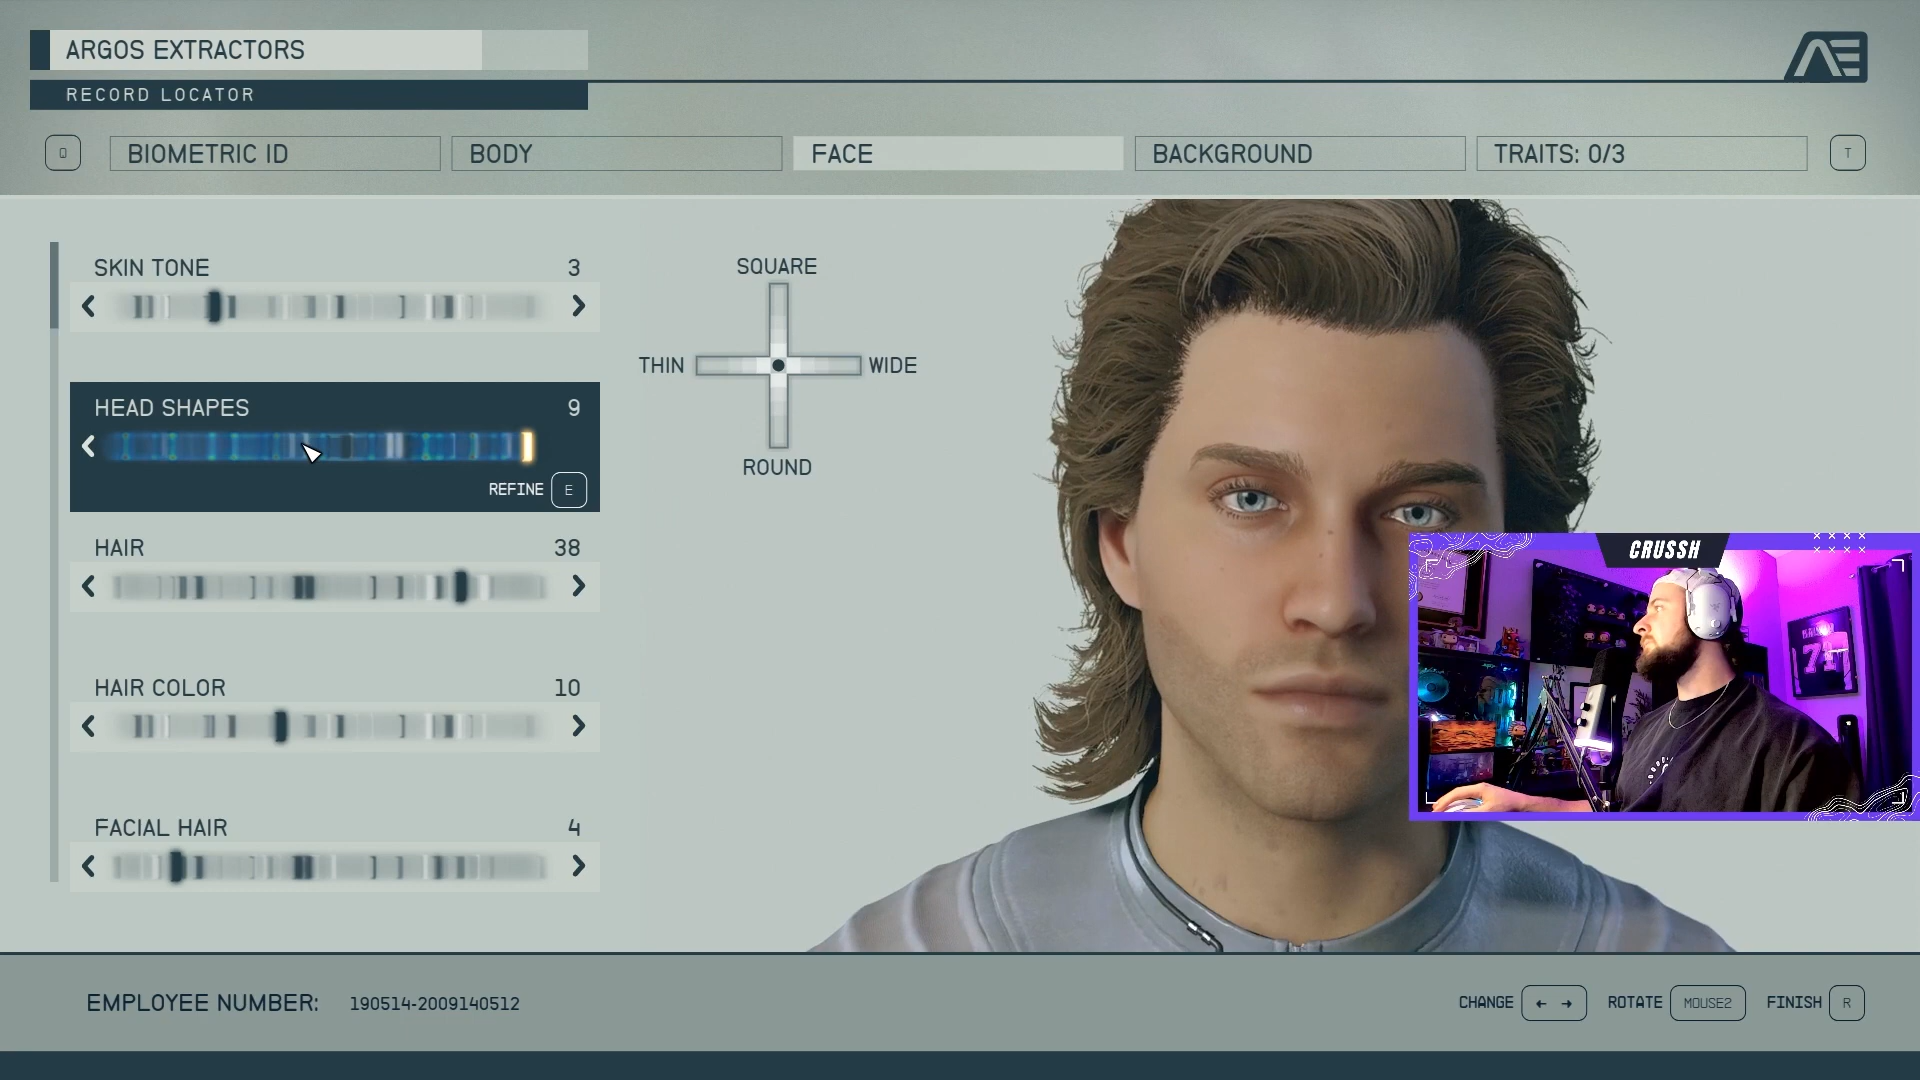 ARGOS EXTRACTORS
RECORD LOCATOR
Q
BIOMETRIC ID
BODY
FACE
BACKGROUND
TRAITS: 0/3
T
SKIN TONE
3
HEAD SHAPES
9
REFINE E
HAIR
38
HAIR COLOR
10
FACIAL HAIR
4
SQUARE
THIN
WIDE
ROUND
CRUSSH
71
EMPLOYEE NUMBER: 190514-2009140512
CHANGE ← →
ROTATE MOUSE2
FINISH R